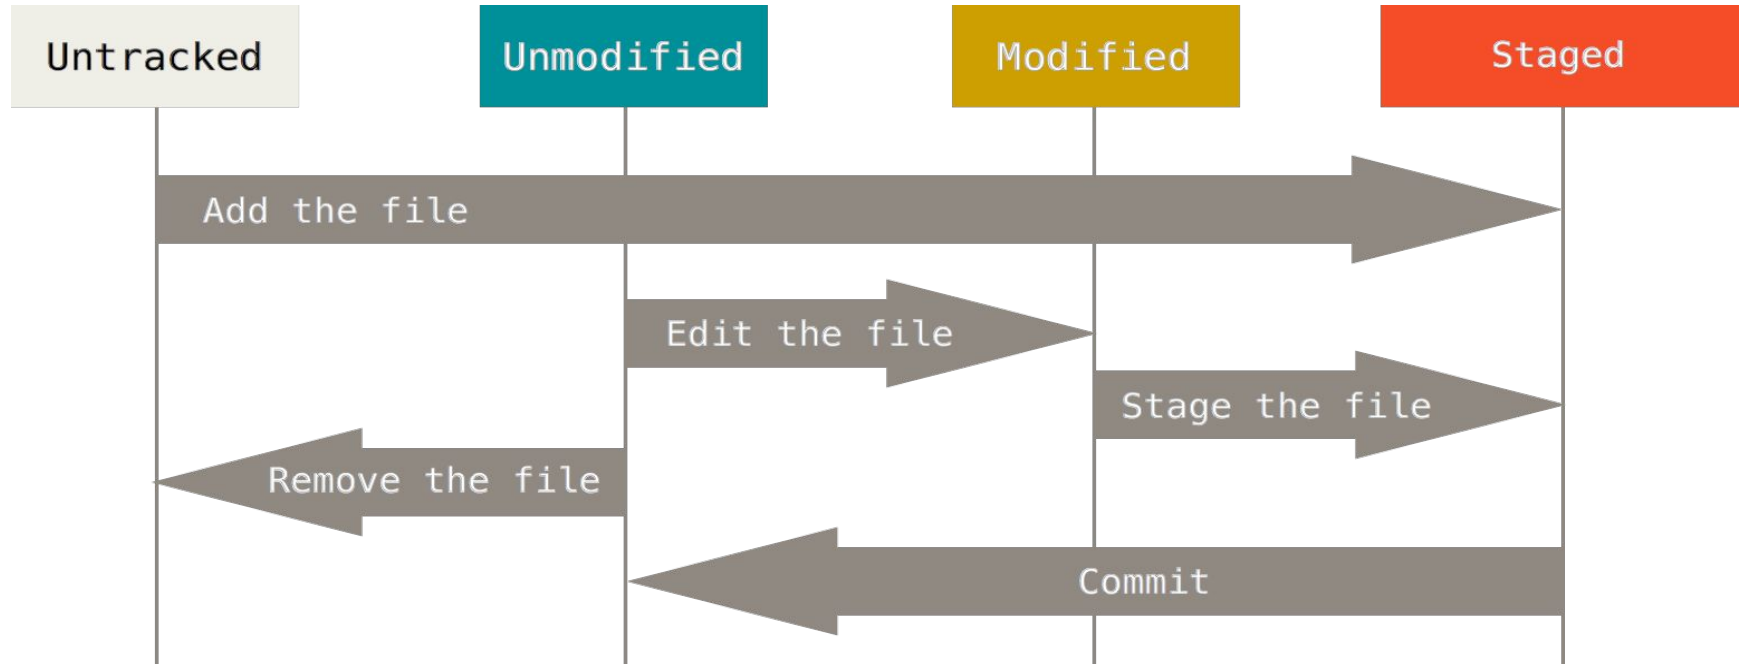 Untracked
Unmodified
Modified
Staged
Add the file
Edit the file
Stage the file
Remove the file
Commit